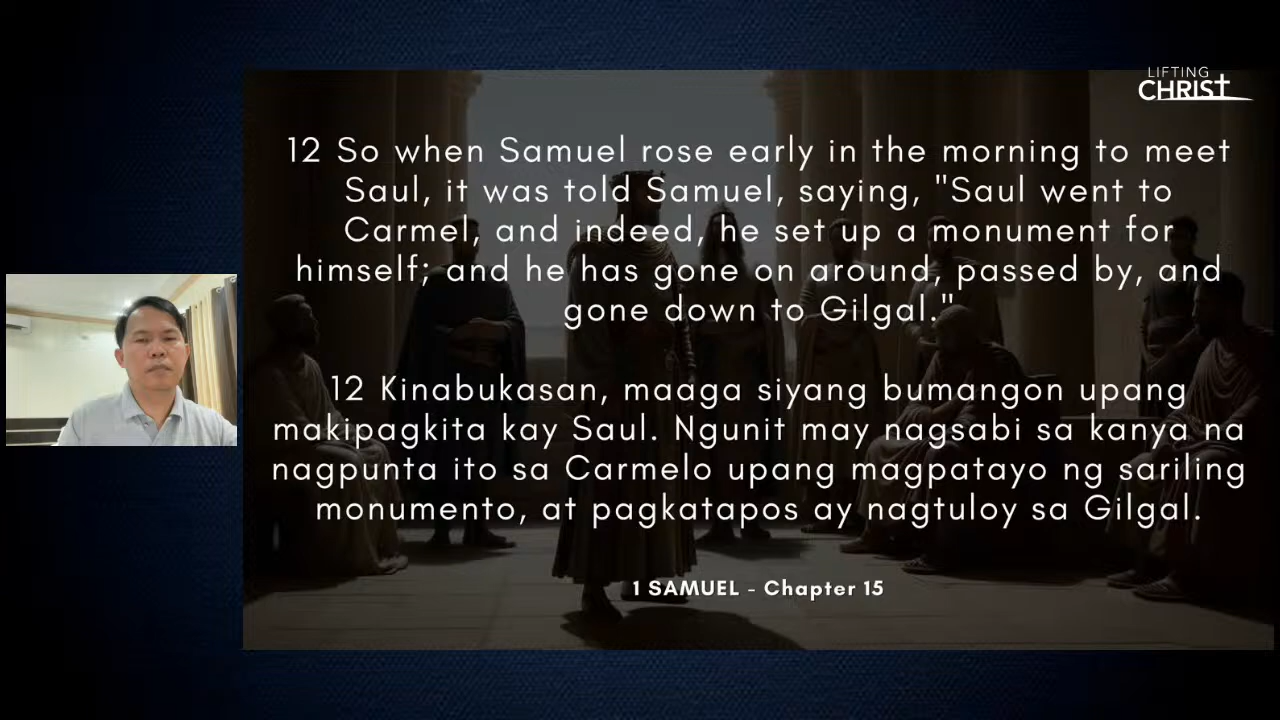 LIFTING
CHRIST
12 So when Samuel rose early in the morning to meet
Saul, it was told Samuel, saying, "Saul went to
Carmel, and indeed, he set up a monument for
himself; and he has gone on around, passed by, and
gone down to Gilgal."
12 Kinabukasan, maaga siyang bumangon upang
makipagkita kay Saul. Ngunit may nagsabi sa kanya na
nagpunta ito sa Carmelo upang magpatayo ng sariling
monumento, at pagkatapos ay nagtuloy sa Gilgal.
1 SAMUEL - Chapter 15